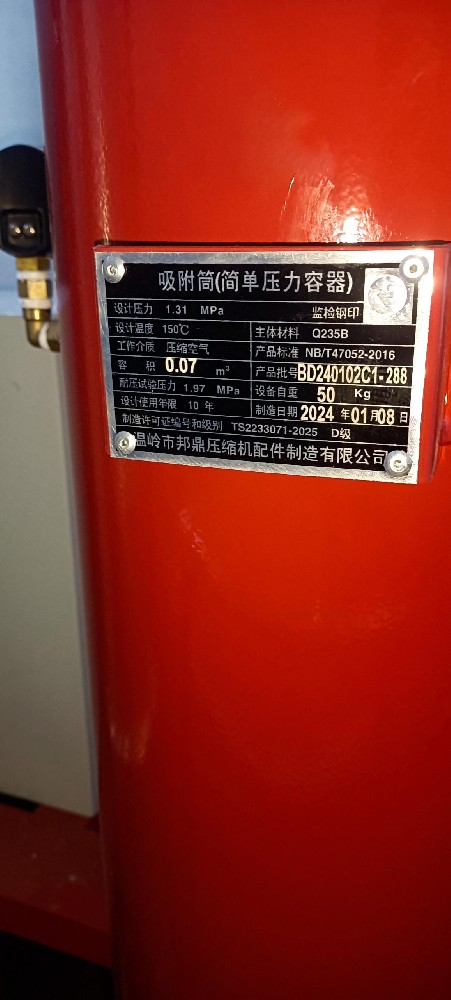 吸附筒(简单压力容器)
设计压力 1.31 MPa 监检钢印
设计温度 150℃ 主体材料 Q235B
工作介质 压缩空气 产品标准 NB/T47052-2016
容 积 0.07 m³ 产品批号 BD240102C1-288
耐压试验压力 1.97 MPa 设备自重 50 Kg
设计使用年限 10 年 制造日期 2024 年 01 月 08 日
制造许可证编号和级别 TS2233071-2025 D级
温岭市邦鼎压缩机配件制造有限公司